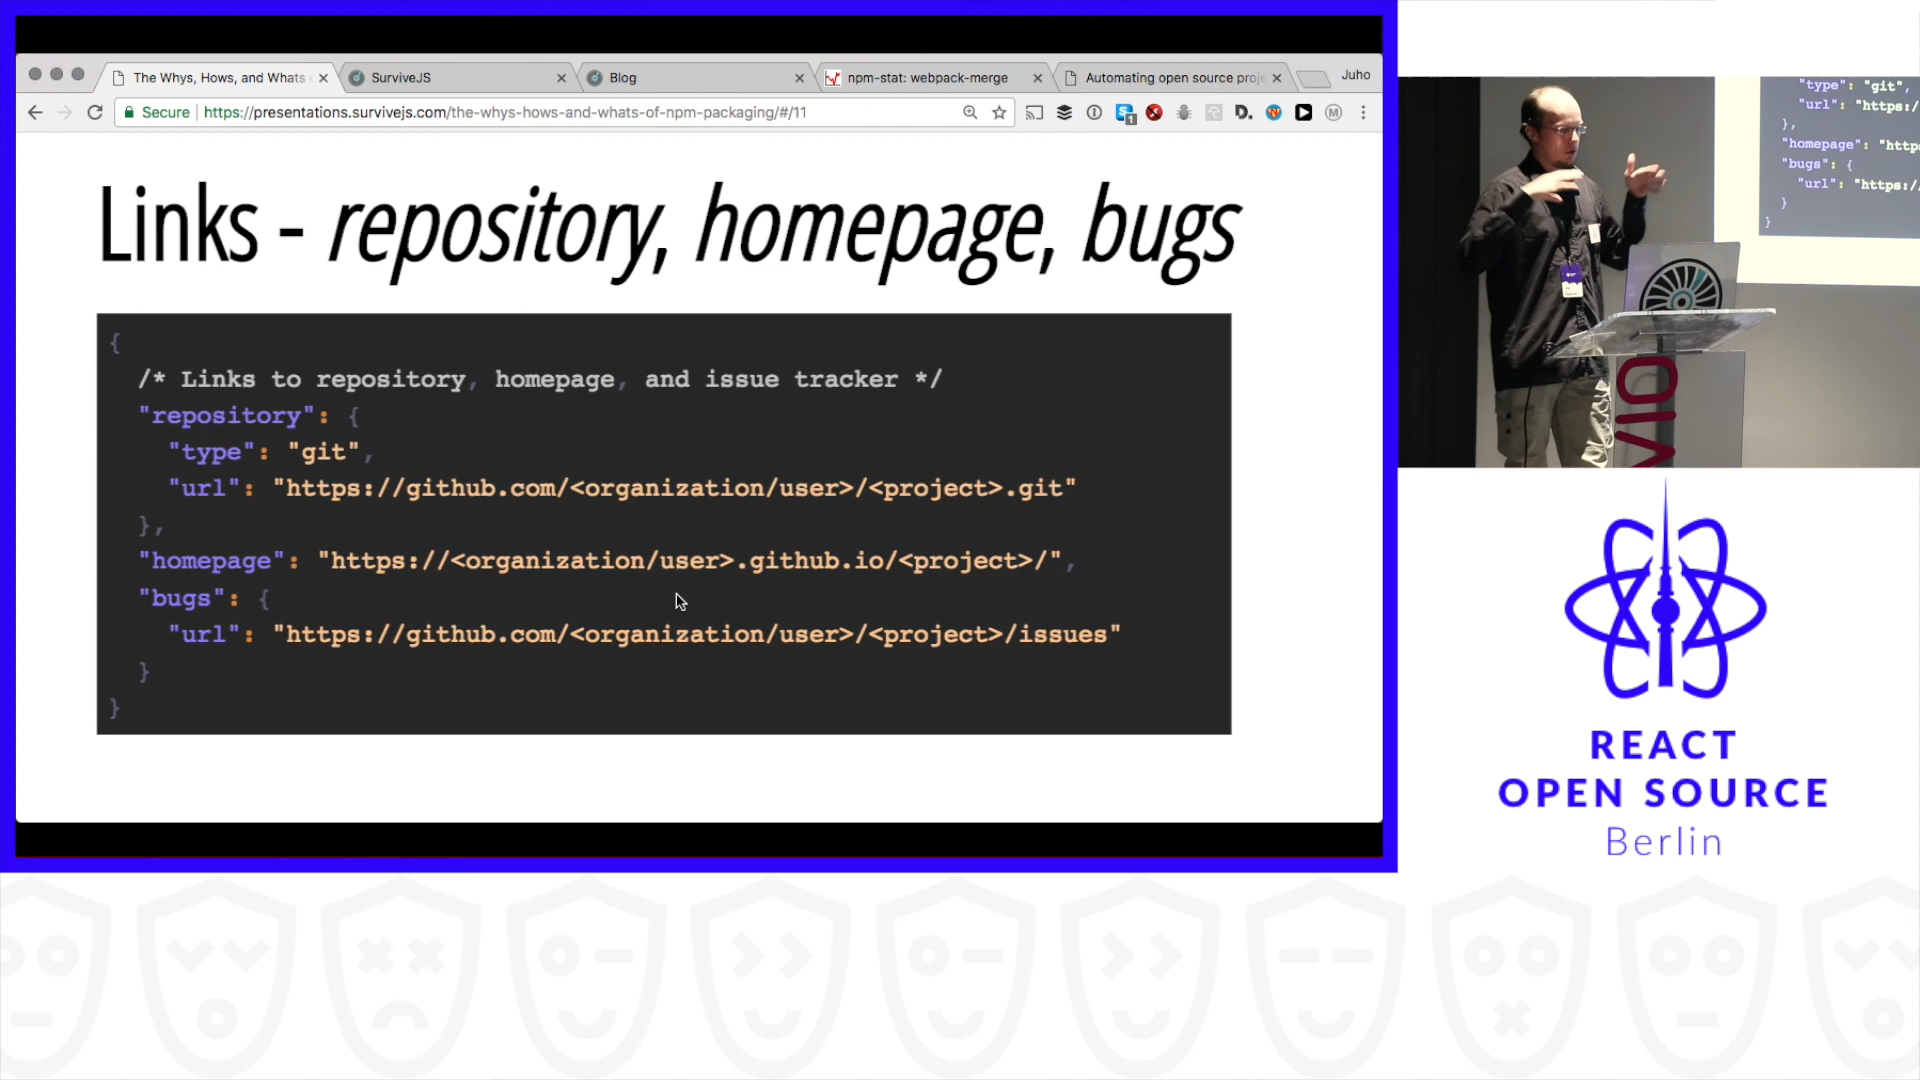 The Whys, Hows, and Whats
SurviveJS
Blog
npm-stat: webpack-merge
Automating open source proje
Juho
Secure
https://presentations.survivejs.com/the-whys-hows-and-whats-of-npm-packaging/#/11
Links - repository, homepage, bugs
{
/* Links to repository, homepage, and issue tracker */
"repository": {
"type": "git",
"url": "https://github.com/<organization/user>/<project>.git"
},
"homepage": "https://<organization/user>.github.io/<project>/",
"bugs": {
"url": "https://github.com/<organization/user>/<project>/issues"
}
}
"type": "git",
"url": "https:/
},
"homepage": "http
"bugs": {
"url": "https:/
}
}
REACT
OPEN SOURCE
Berlin